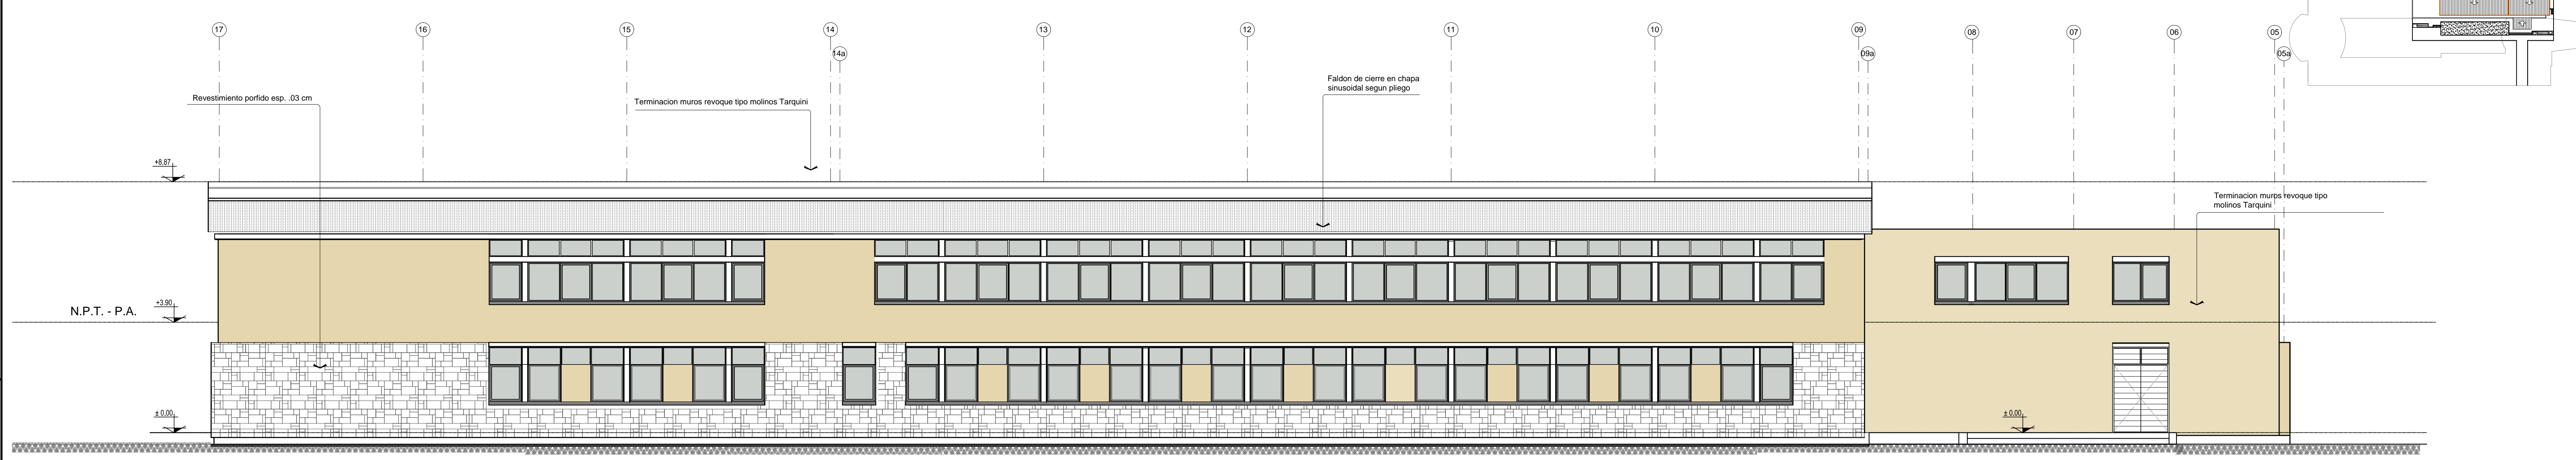 17
16
15
14
13
12
11
10
09
08
07
06
05
14a
09a
05a
Faldon de cierre en chapa
sinusoidal segun pliego
Revestimiento porfido esp. .03 cm
Terminacion muros revoque tipo molinos Tarquini
+8.87
Terminacion muros revoque tipo
molinos Tarquini
+3.90
N.P.T. - P.A.
± 0.00
± 0.00